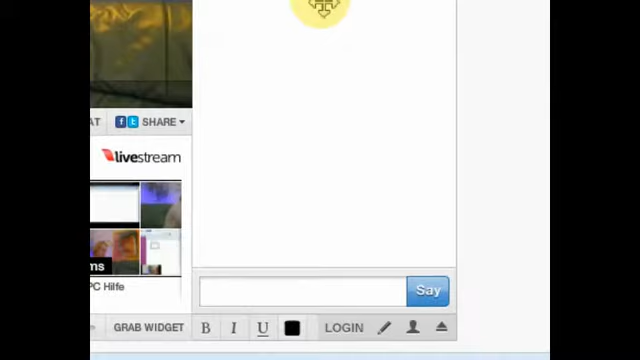 AT f t SHARE
livestream
ms
PC Hilfe
Say
GRAB WIDGET B I U LOGIN